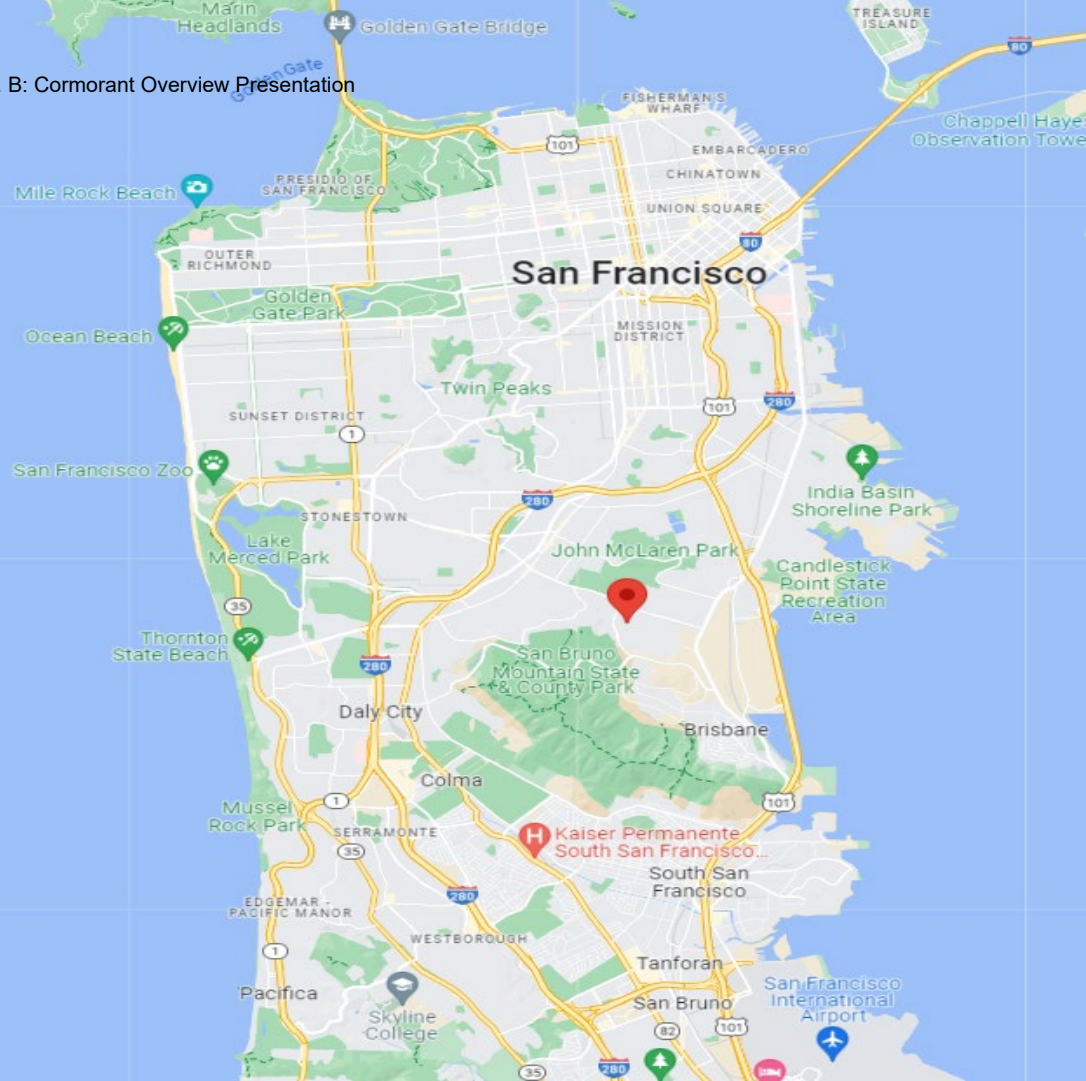 Marin
Headlands
Golden Gate Bridge
TREASURE
ISLAND
80
Golden Gate
B: Cormorant Overview Presentation
FISHERMAN'S
WHARF
Chappell Haye
Observation Towe
101
EMBARCADERO
CHINATOWN
PRESIDIO OF
SAN FRANCISCO
Mile Rock Beach
UNION SQUARE
80
OUTER
RICHMOND
San Francisco
Golden
Gate Park
Ocean Beach
MISSION
DISTRICT
Twin Peaks
SUNSET DISTRICT
101
280
1
San Francisco Zoo
280
India Basin
Shoreline Park
STONESTOWN
Lake
Merced Park
John McLaren Park
Candlestick
Point State
Recreation
Area
35
Thornton
State Beach
San Bruno
Mountain State
& County Park
280
Daly City
Brisbane
Colma
1
101
Mussel
Rock Park
SERRAMONTE
35
Kaiser Permanente
South San Francisco...
South San
Francisco
280
EDGEMAR -
PACIFIC MANOR
WESTBOROUGH
1
Tanforan
Pacifica
San Francisco
International
Airport
San Bruno
Skyline
College
82
101
35
280